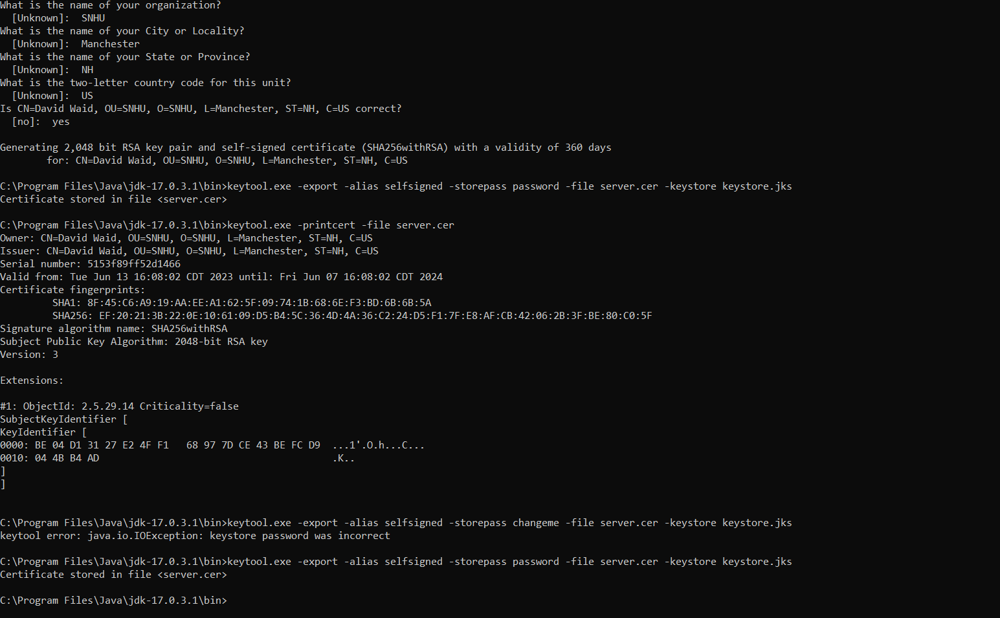 What is the name of your organization?
  [Unknown]:  SNHU
What is the name of your City or Locality?
  [Unknown]:  Manchester
What is the name of your State or Province?
  [Unknown]:  NH
What is the two-letter country code for this unit?
  [Unknown]:  US
Is CN=David Waid, OU=SNHU, O=SNHU, L=Manchester, ST=NH, C=US correct?
  [no]:  yes

Generating 2,048 bit RSA key pair and self-signed certificate (SHA256withRSA) with a validity of 360 days
        for: CN=David Waid, OU=SNHU, O=SNHU, L=Manchester, ST=NH, C=US

C:\Program Files\Java\jdk-17.0.3.1\bin>keytool.exe -export -alias selfsigned -storepass password -file server.cer -keystore keystore.jks
Certificate stored in file <server.cer>

C:\Program Files\Java\jdk-17.0.3.1\bin>keytool.exe -printcert -file server.cer
Owner: CN=David Waid, OU=SNHU, O=SNHU, L=Manchester, ST=NH, C=US
Issuer: CN=David Waid, OU=SNHU, O=SNHU, L=Manchester, ST=NH, C=US
Serial number: 5153f89ff52d1466
Valid from: Tue Jun 13 16:08:02 CDT 2023 until: Fri Jun 07 16:08:02 CDT 2024
Certificate fingerprints:
         SHA1: 8F:45:C6:A9:19:AA:EE:A1:62:5F:09:74:1B:68:6E:F3:BD:6B:6B:5A
         SHA256: EF:20:21:3B:22:0E:10:61:09:D5:B4:5C:36:4D:4A:36:C2:24:D5:F1:7F:E8:AF:CB:42:06:2B:3F:BE:80:C0:5F
Signature algorithm name: SHA256withRSA
Subject Public Key Algorithm: 2048-bit RSA key
Version: 3

Extensions:

#1: ObjectId: 2.5.29.14 Criticality=false
SubjectKeyIdentifier [
KeyIdentifier [
0000: BE 04 D1 31 27 E2 4F F1   68 97 7D CE 43 BE FC D9  ...1'.O.h...C...
0010: 04 4B B4 AD                                        .K..
]
]

C:\Program Files\Java\jdk-17.0.3.1\bin>keytool.exe -export -alias selfsigned -storepass changeme -file server.cer -keystore keystore.jks
keytool error: java.io.IOException: keystore password was incorrect

C:\Program Files\Java\jdk-17.0.3.1\bin>keytool.exe -export -alias selfsigned -storepass password -file server.cer -keystore keystore.jks
Certificate stored in file <server.cer>

C:\Program Files\Java\jdk-17.0.3.1\bin>